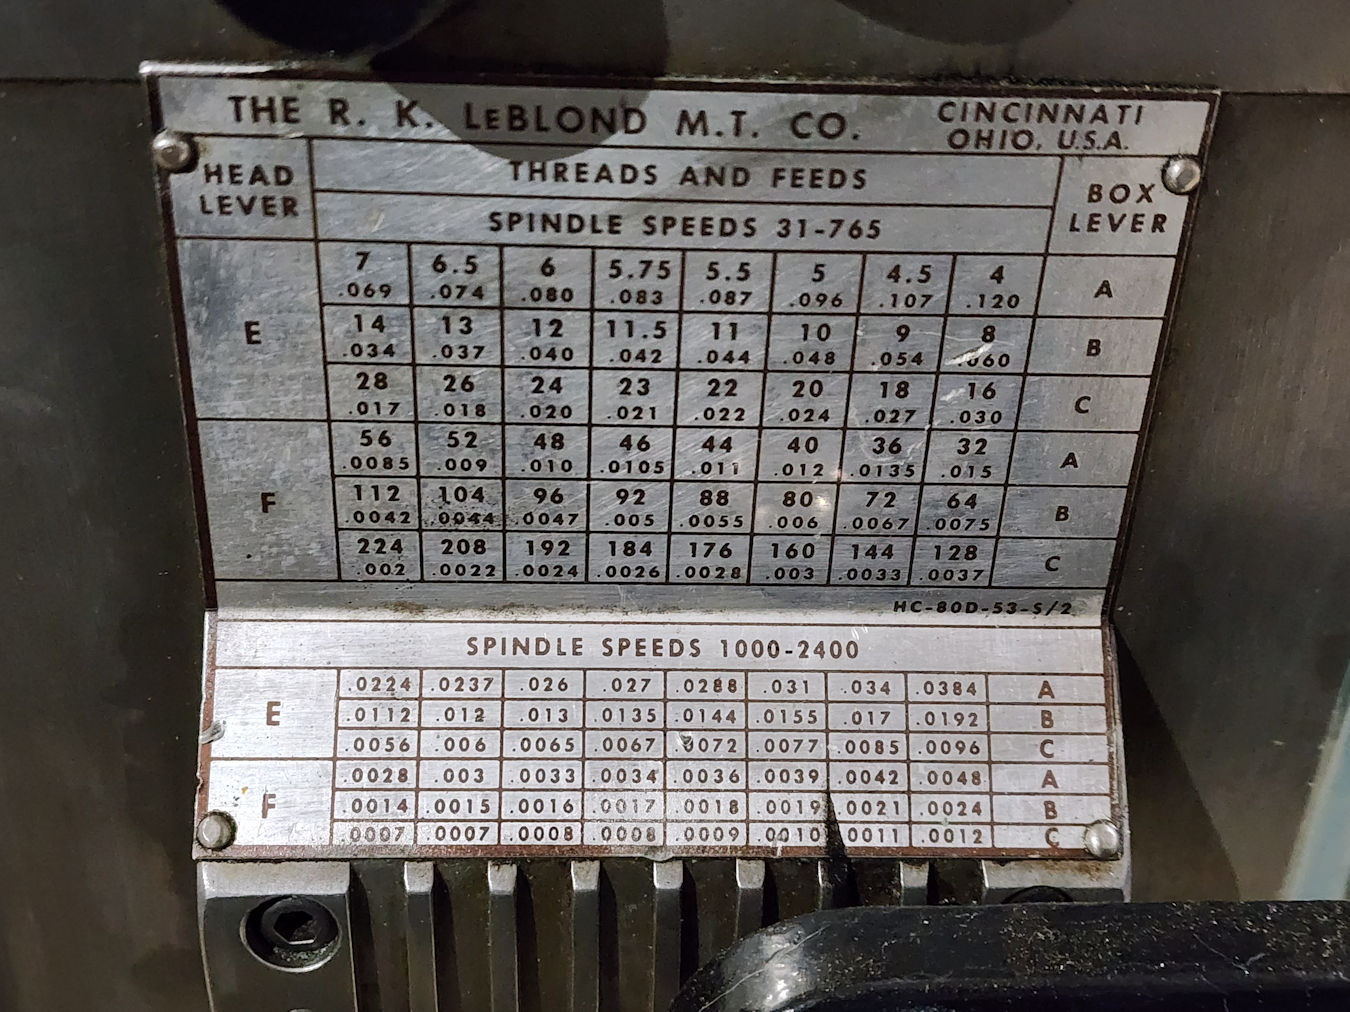 THE R. K. LEBLOND M.T. CO. CINCINNATI
OHIO, U.S.A.
HEAD LEVER THREADS AND FEEDS BOX LEVER
SPINDLE SPEEDS 31-765
7 6.5 6 5.75 5.5 5 4.5 4
E .069 .074 .080 .083 .087 .096 .107 .120 A
14 13 12 11.5 11 10 9 8
.034 .037 .040 .042 .044 .048 .054 .060 B
28 26 24 23 22 20 18 16
.017 .018 .020 .021 .022 .024 .027 .030 C
56 52 48 46 44 40 36 32
.0085 .009 .010 .0105 .011 .012 .0135 .015 A
112 104 96 92 88 80 72 64
F .0042 .0044 .0047 .005 .0055 .006 .0067 .0075 B
224 208 192 184 176 160 144 128
.002 .0022 .0024 .0026 .0028 .003 .0033 .0037 C
HC-80D-53-S/2
SPINDLE SPEEDS 1000-2400
.0224 .0237 .026 .027 .0288 .031 .034 .0384 A
E .0112 .012 .013 .0135 .0144 .0155 .017 .0192 B
.0056 .006 .0065 .0067 .0072 .0077 .0085 .0096 C
.0028 .003 .0033 .0034 .0036 .0039 .0042 .0048 A
F .0014 .0015 .0016 .0017 .0018 .0019 .0021 .0024 B
.0007 .0007 .0008 .0008 .0009 .0010 .0011 .0012 C